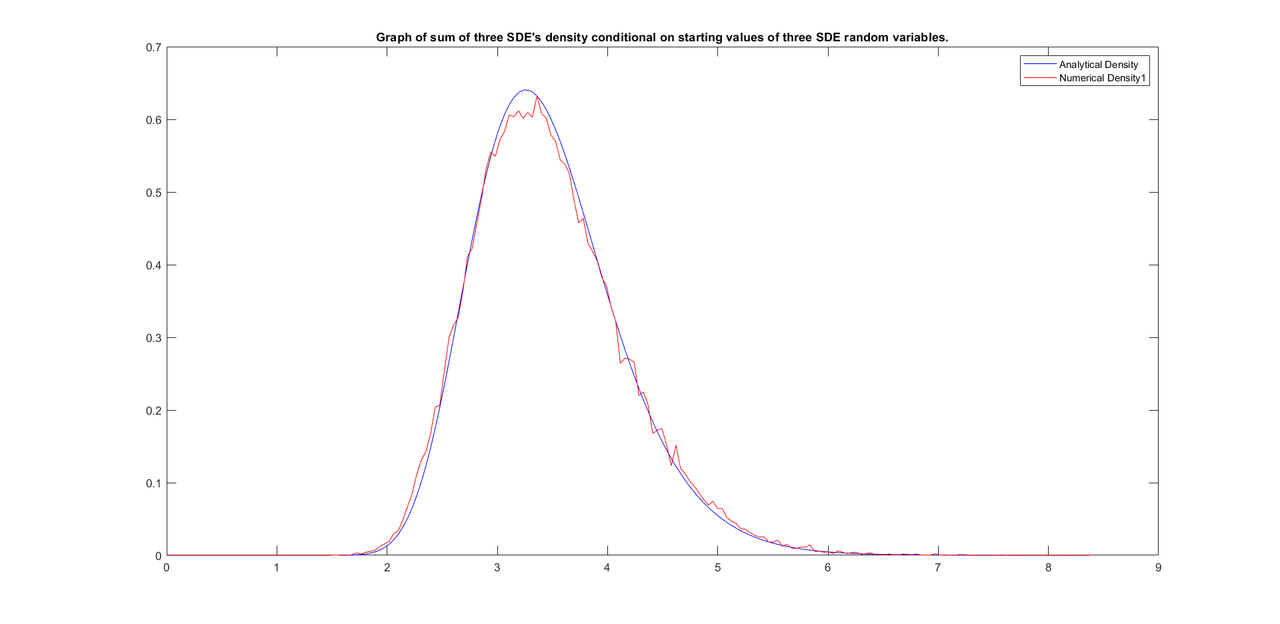 Graph of sum of three SDE's density conditional on starting values of three SDE random variables.
Analytical Density
Numerical Density1
0.7
0.6
0.5
0.4
0.3
0.2
0.1
0
0 1 2 3 4 5 6 7 8 9